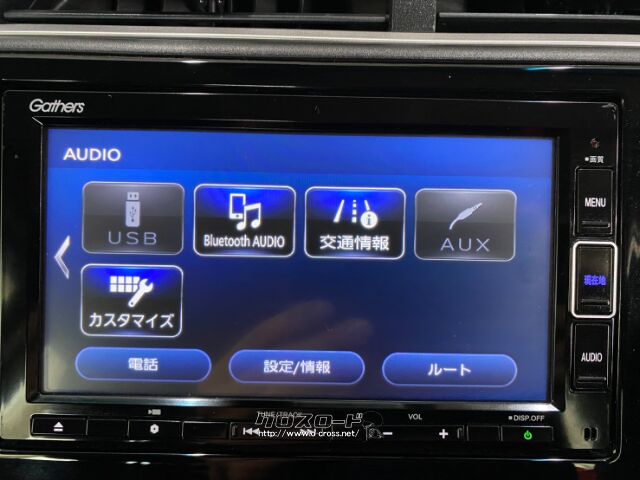 Gathers
AUDIO
画質
USB
Bluetooth AUDIO
交通情報
AUX
MENU
現在地
カスタマイズ
AUDIO
電話
設定/情報
ルート
TUNE/TRACK
クロスロード
http://www.d-cross.net/
VOL
DISP.OFF